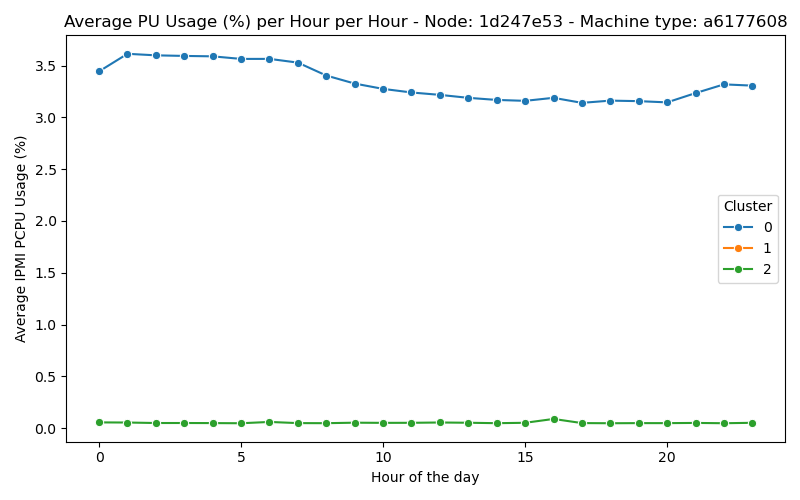 Average PU Usage (%) per Hour per Hour - Node: 1d247e53 - Machine type: a6177608
3.5
3.0
2.5
2.0
1.5
1.0
0.5
0.0
Average IPMI PCPU Usage (%)
Cluster
0
1
2
0 5 10 15 20
Hour of the day